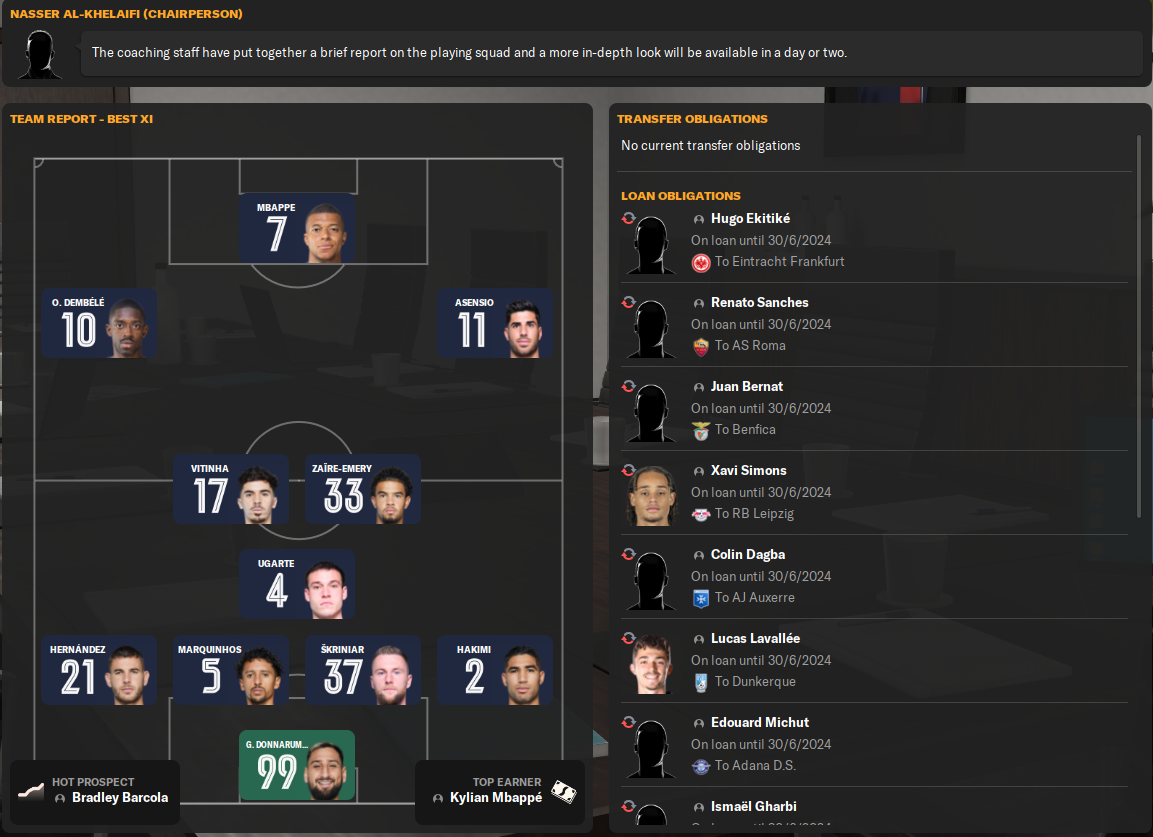 NASSER AL-KHELAIFI (CHAIRPERSON)
The coaching staff have put together a brief report on the playing squad and a more in-depth look will be available in a day or two.
TEAM REPORT - BEST XI
MBAPPE
7
O. DEMBÉLÉ
10
ASENSIO
11
VITINHA
17
ZAÏRE-EMERY
33
UGARTE
4
HERNÁNDEZ
21
MARQUINHOS
5
ŠKRINIAR
37
HAKIMI
2
G. DONNARUM...
99
HOT PROSPECT
Bradley Barcola
TOP EARNER
Kylian Mbappé
TRANSFER OBLIGATIONS
No current transfer obligations
LOAN OBLIGATIONS
Hugo Ekitiké
On loan until 30/6/2024
To Eintracht Frankfurt
Renato Sanches
On loan until 30/6/2024
To AS Roma
Juan Bernat
On loan until 30/6/2024
To Benfica
Xavi Simons
On loan until 30/6/2024
To RB Leipzig
Colin Dagba
On loan until 30/6/2024
To AJ Auxerre
Lucas Lavallée
On loan until 30/6/2024
To Dunkerque
Edouard Michut
On loan until 30/6/2024
To Adana D.S.
Ismaël Gharbi